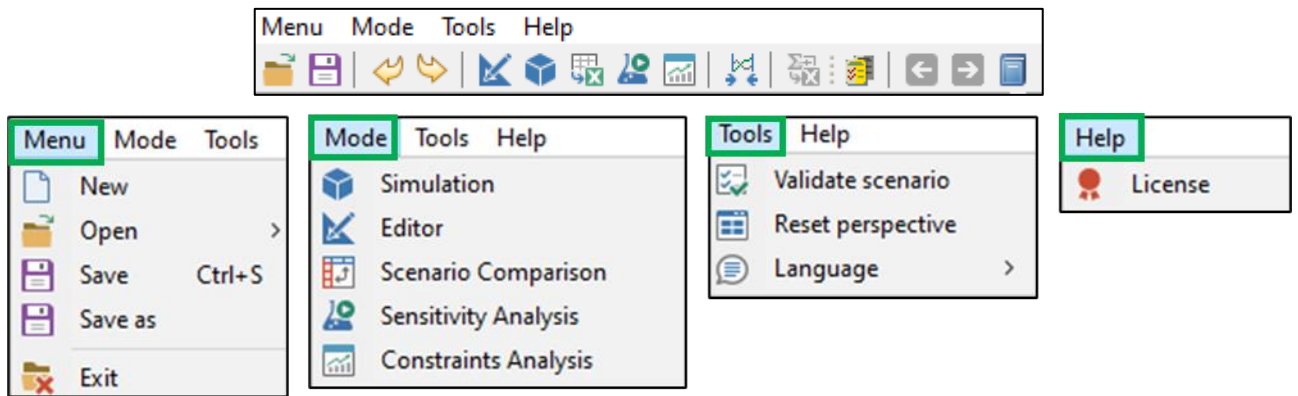 Menu Mode Tools Help
Menu Mode Tools
New
Open
Save Ctrl+S
Save as
Exit
Mode Tools Help
Simulation
Editor
Scenario Comparison
Sensitivity Analysis
Constraints Analysis
Tools Help
Validate scenario
Reset perspective
Language
Help
License